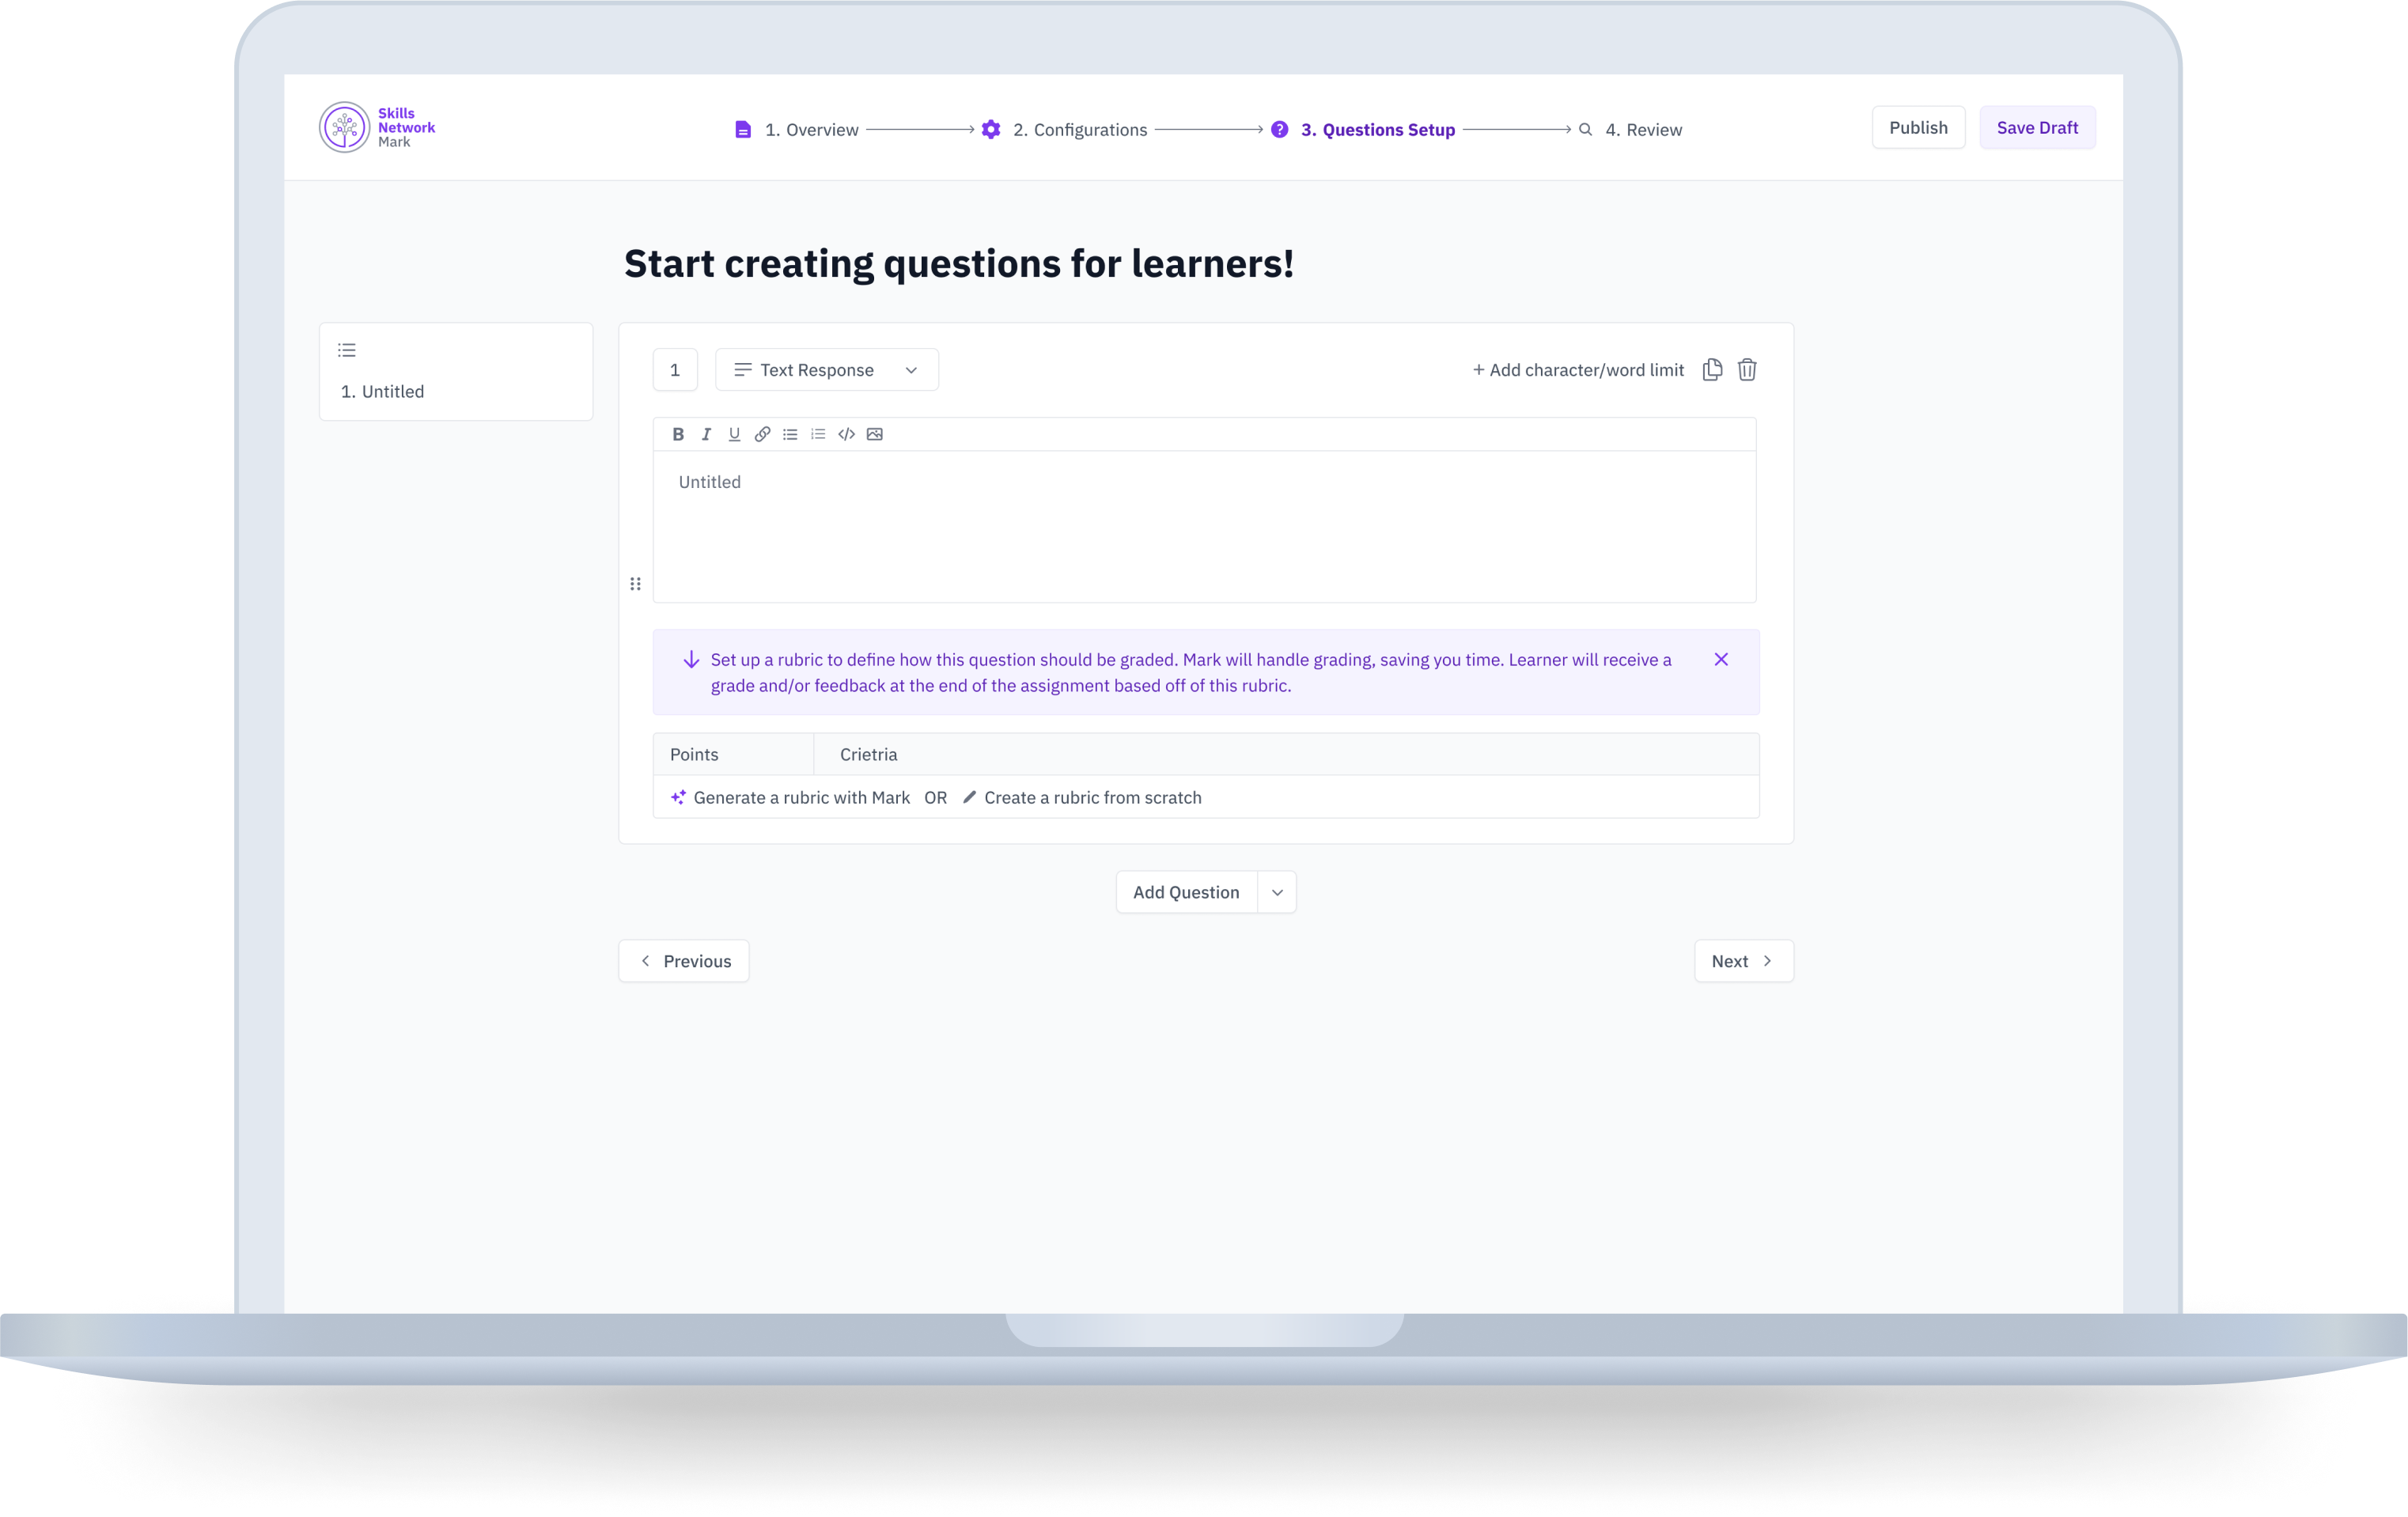 Skills
Network
Mark
1. Overview
2. Configurations
3. Questions Setup
4. Review
Publish
Save Draft
Start creating questions for learners!
1. Untitled
1
Text Response
+ Add character/word limit
B I U
Untitled
Set up a rubric to define how this question should be graded. Mark will handle grading, saving you time. Learner will receive a
grade and/or feedback at the end of the assignment based off of this rubric.
Points
Crietria
Generate a rubric with Mark OR Create a rubric from scratch
Add Question
Previous
Next